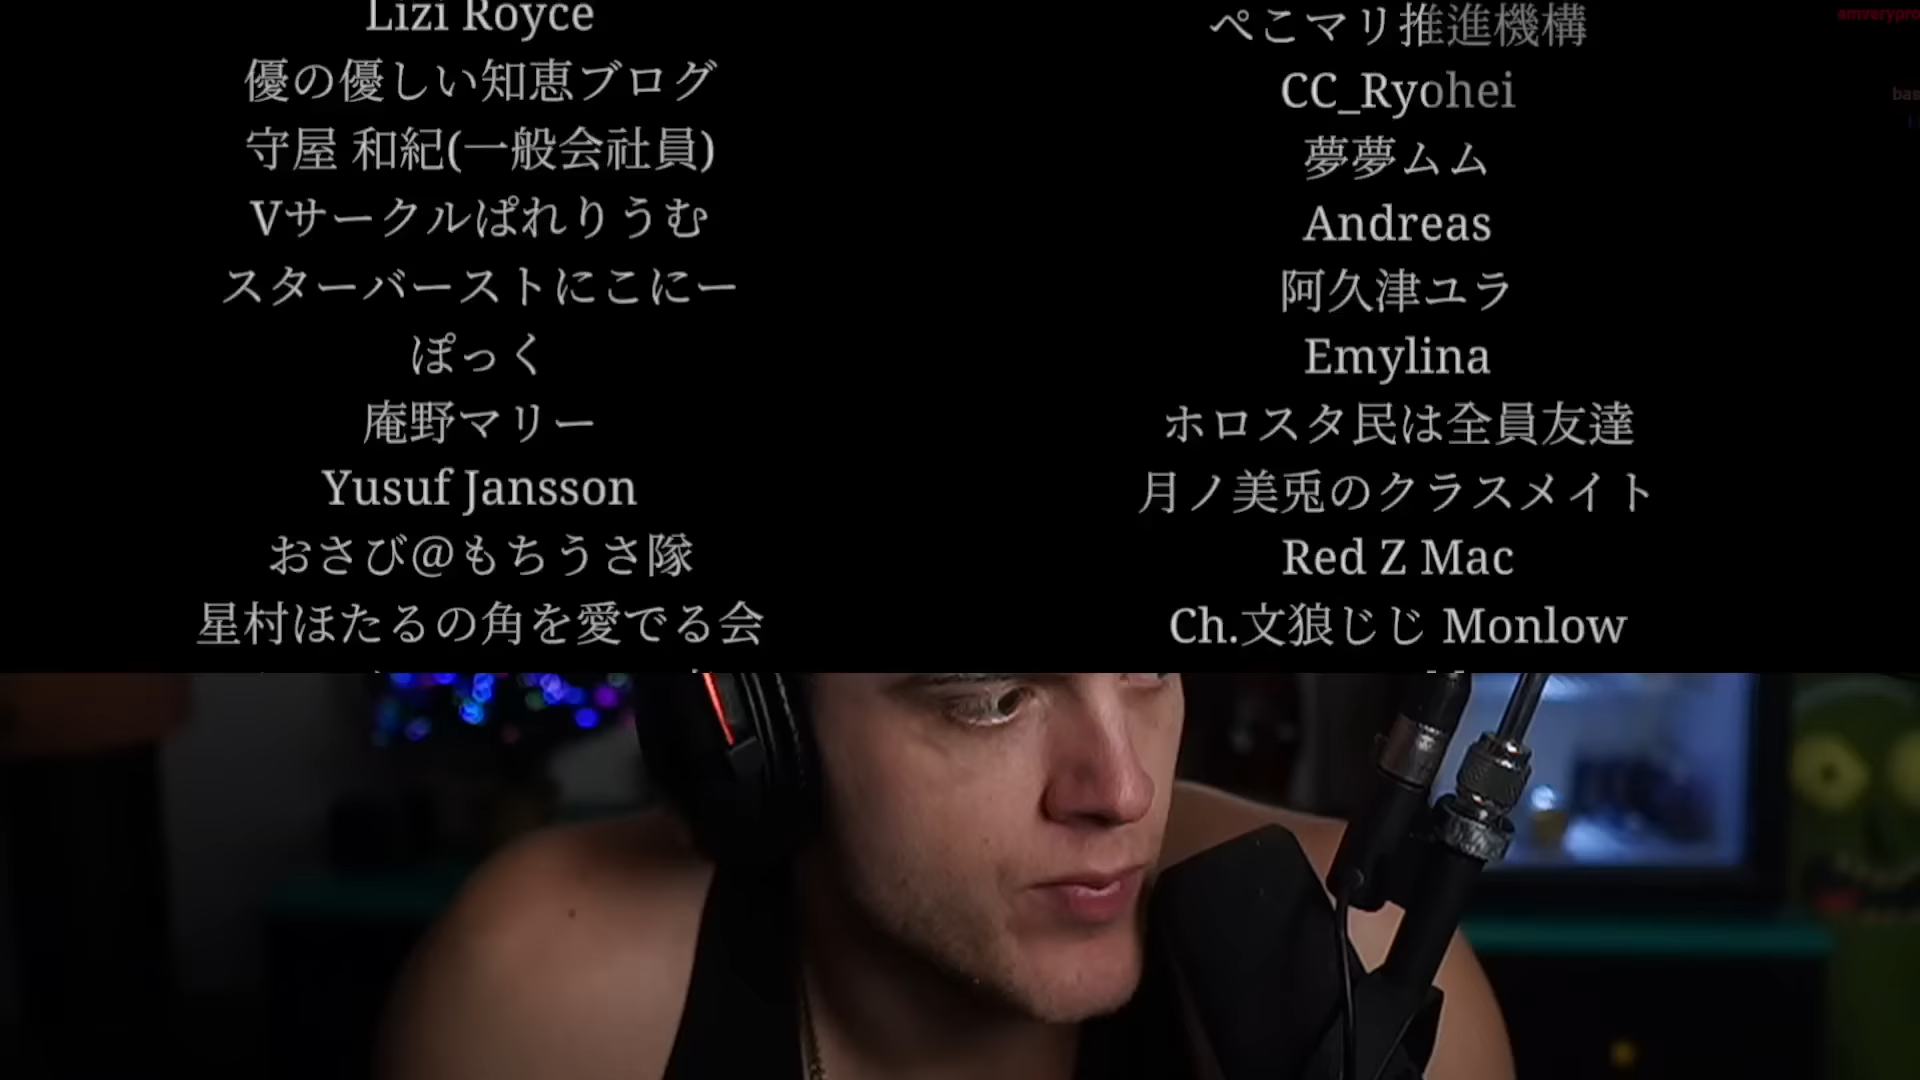 Lizi Royce
優の優しい知恵ブログ
守屋 和紀(一般会社員)
Vサークルぱれりうむ
スターバーストにこにー
ぽっく
庵野マリー
Yusuf Jansson
おさび@もちうさ隊
星村ほたるの角を愛でる会
ぺこマリ推進機構
CC_Ryohei
夢夢ムム
Andreas
阿久津ユラ
Emylina
ホロスタ民は全員友達
月ノ美兎のクラスメイト
Red Z Mac
Ch.文狼じじ Monlow